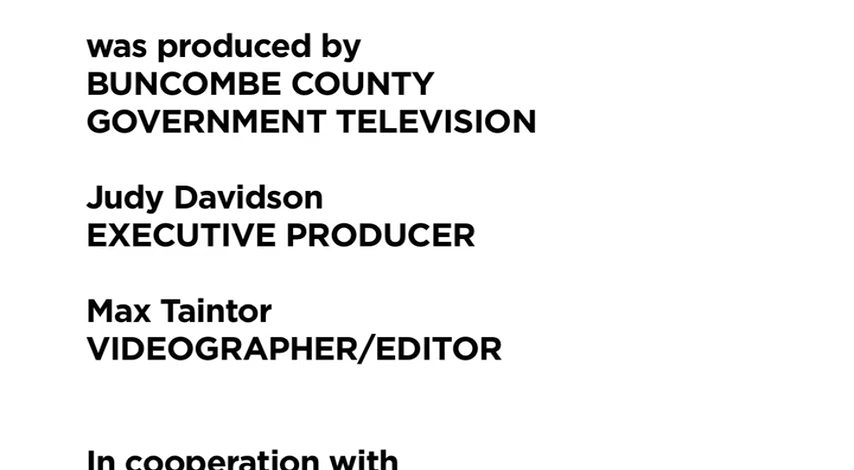 was produced by
BUNCOMBE COUNTY
GOVERNMENT TELEVISION
Judy Davidson
EXECUTIVE PRODUCER
Max Taintor
VIDEOGRAPHER/EDITOR
In cooperation with